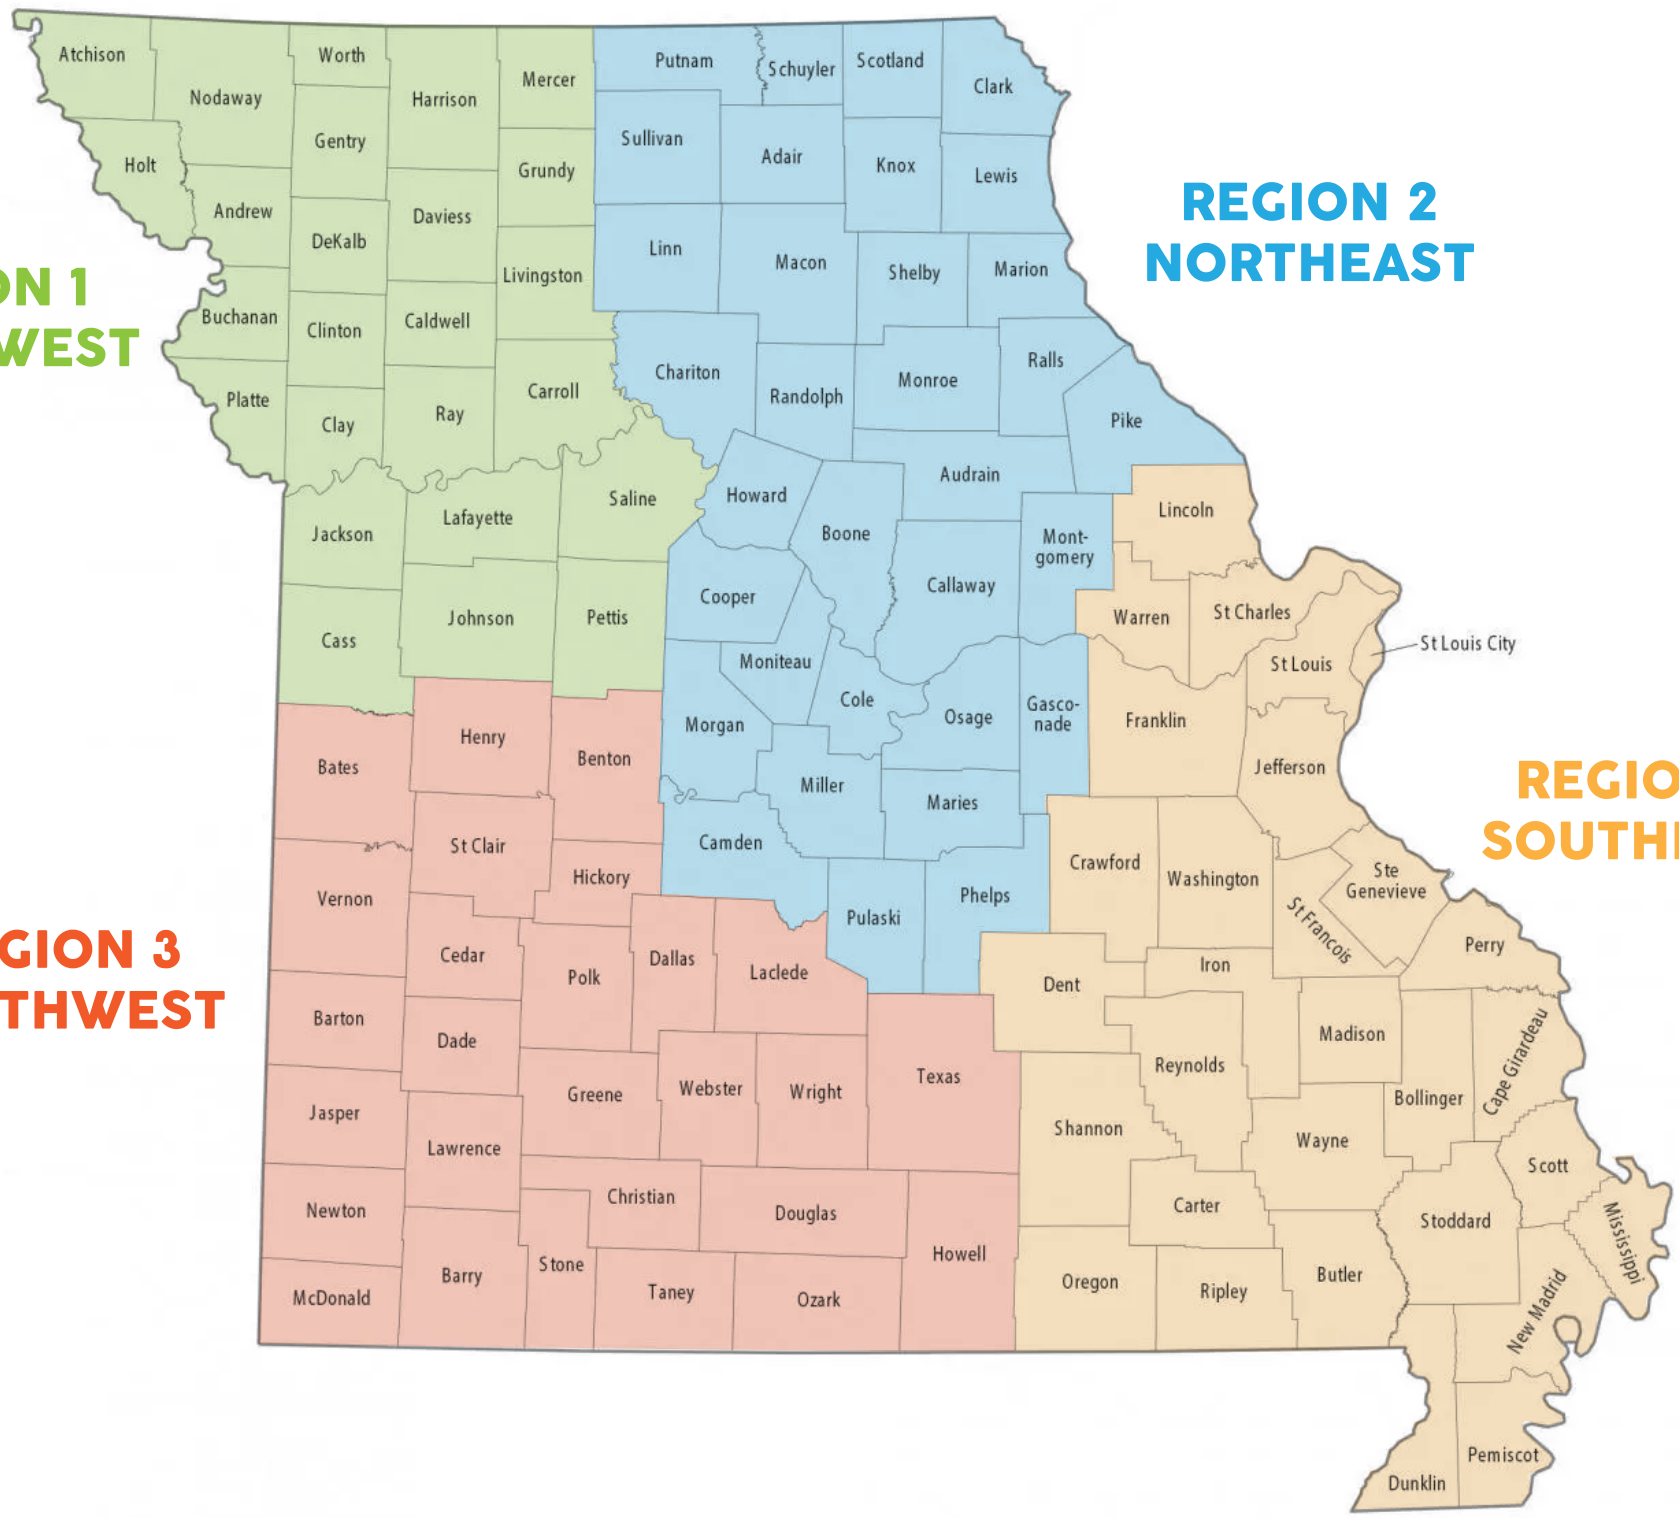 Atchison
Nodaway
Worth
Harrison
Mercer
Putnam
Schuyler
Scotland
Clark
Holt
Gentry
Grundy
Sullivan
Adair
Knox
Lewis
Andrew
DeKalb
Daviess
Livingston
Linn
Macon
Shelby
Marion
REGION 2
NORTHEAST
ON 1
WEST
Buchanan
Clinton
Caldwell
Carroll
Chariton
Randolph
Monroe
Ralls
Pike
Platte
Clay
Ray
Saline
Howard
Boone
Audrain
Lincoln
Jackson
Lafayette
Cooper
Callaway
Mont-
gomery
Warren
St Charles
St Louis City
Cass
Johnson
Pettis
Moniteau
Cole
Osage
Gasco-
nade
Franklin
St Louis
Jefferson
Morgan
Miller
Maries
Camden
Pulaski
Phelps
Crawford
Washington
Ste
Genevieve
St Francois
Perry
REGIO
SOUTH
Bates
Henry
Benton
St Clair
Hickory
Vernon
GION 3
THWEST
Cedar
Polk
Dallas
Laclede
Dent
Iron
Madison
Barton
Dade
Greene
Webster
Wright
Texas
Reynolds
Bollinger
Cape Girardeau
Jasper
Lawrence
Shannon
Wayne
Scott
Newton
Christian
Douglas
Howell
Carter
Stoddard
Mississippi
McDonald
Barry
Stone
Taney
Ozark
Oregon
Ripley
Butler
New Madrid
Dunklin
Pemiscot